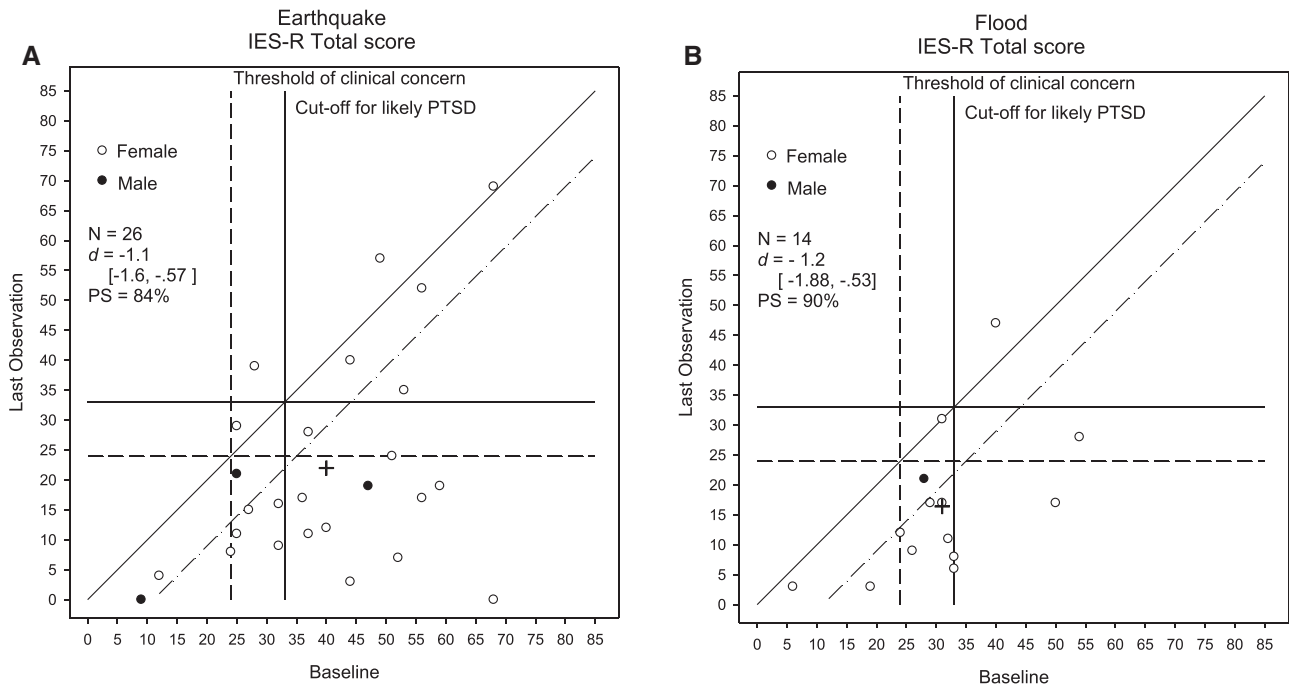 Earthquake
IES-R Total score
A
Threshold of clinical concern
Cut-off for likely PTSD
85
80
75
70
65
60
55
50
45
40
35
30
25
20
15
10
5
0
Female
Male
N = 26
d = -1.1
[-1.6, -.57 ]
PS = 84%
Last Observation
0 5 10 15 20 25 30 35 40 45 50 55 60 65 70 75 80 85
Baseline
Flood
IES-R Total score
B
Threshold of clinical concern
Cut-off for likely PTSD
85
80
75
70
65
60
55
50
45
40
35
30
25
20
15
10
5
0
Female
Male
N = 14
d = - 1.2
[ -1.88, -.53]
PS = 90%
Last Observation
0 5 10 15 20 25 30 35 40 45 50 55 60 65 70 75 80 85
Baseline